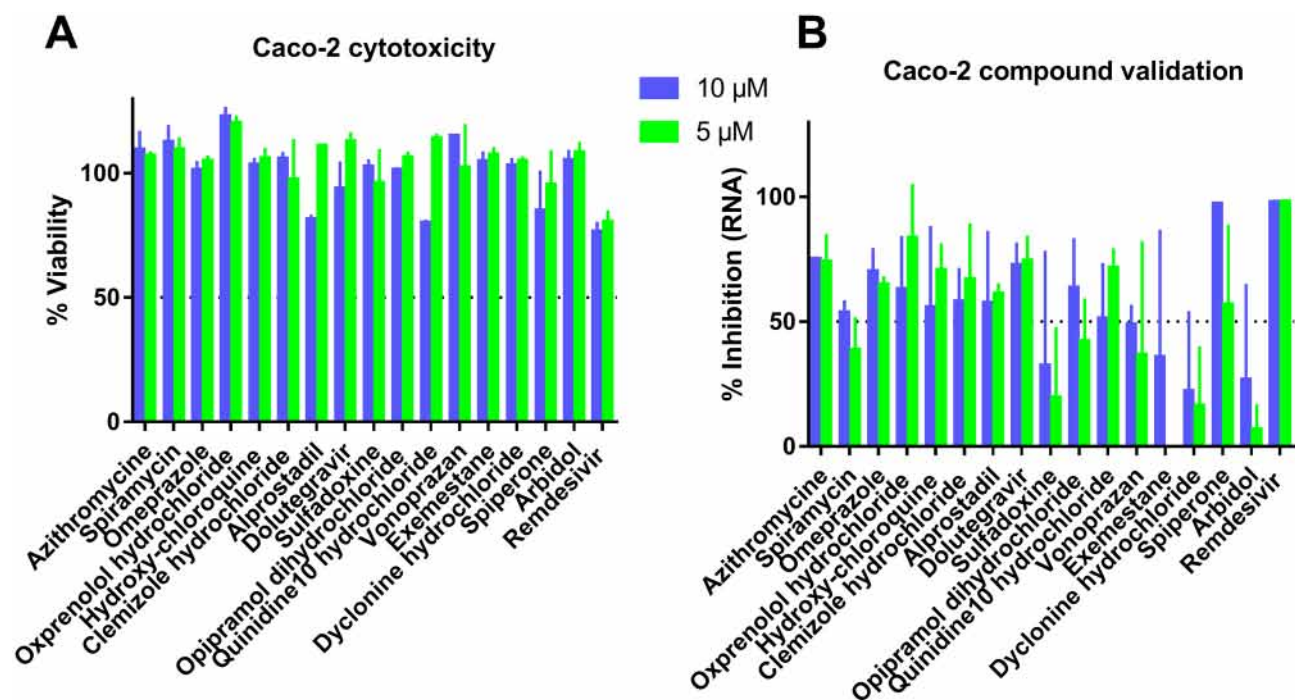 A
Caco-2 cytotoxicity
% Viability
100
50
0
Azithromycine
Spiramycin
Omeprazole
Oxprenolol hydrochloride
Hydroxy-chloroquine
Clemizole hydrochloride
Alprostadil
Dolutegravir
Sulfadoxine
Opipramol dihydrochloride
Quinidine10 hydrochloride
Vonoprazan
Exemestane
Dyclonine hydrochloride
Spiperone
Arbidol
Remdesivir
10 µM
5 µM
B
Caco-2 compound validation
% Inhibition (RNA)
100
50
0
Azithromycine
Spiramycin
Omeprazole
Oxprenolol hydrochloride
Hydroxy-chloroquine
Clemizole hydrochloride
Alprostadil
Dolutegravir
Sulfadoxine
Opipramol dihydrochloride
Quinidine10 hydrochloride
Vonoprazan
Exemestane
Dyclonine hydrochloride
Spiperone
Arbidol
Remdesivir